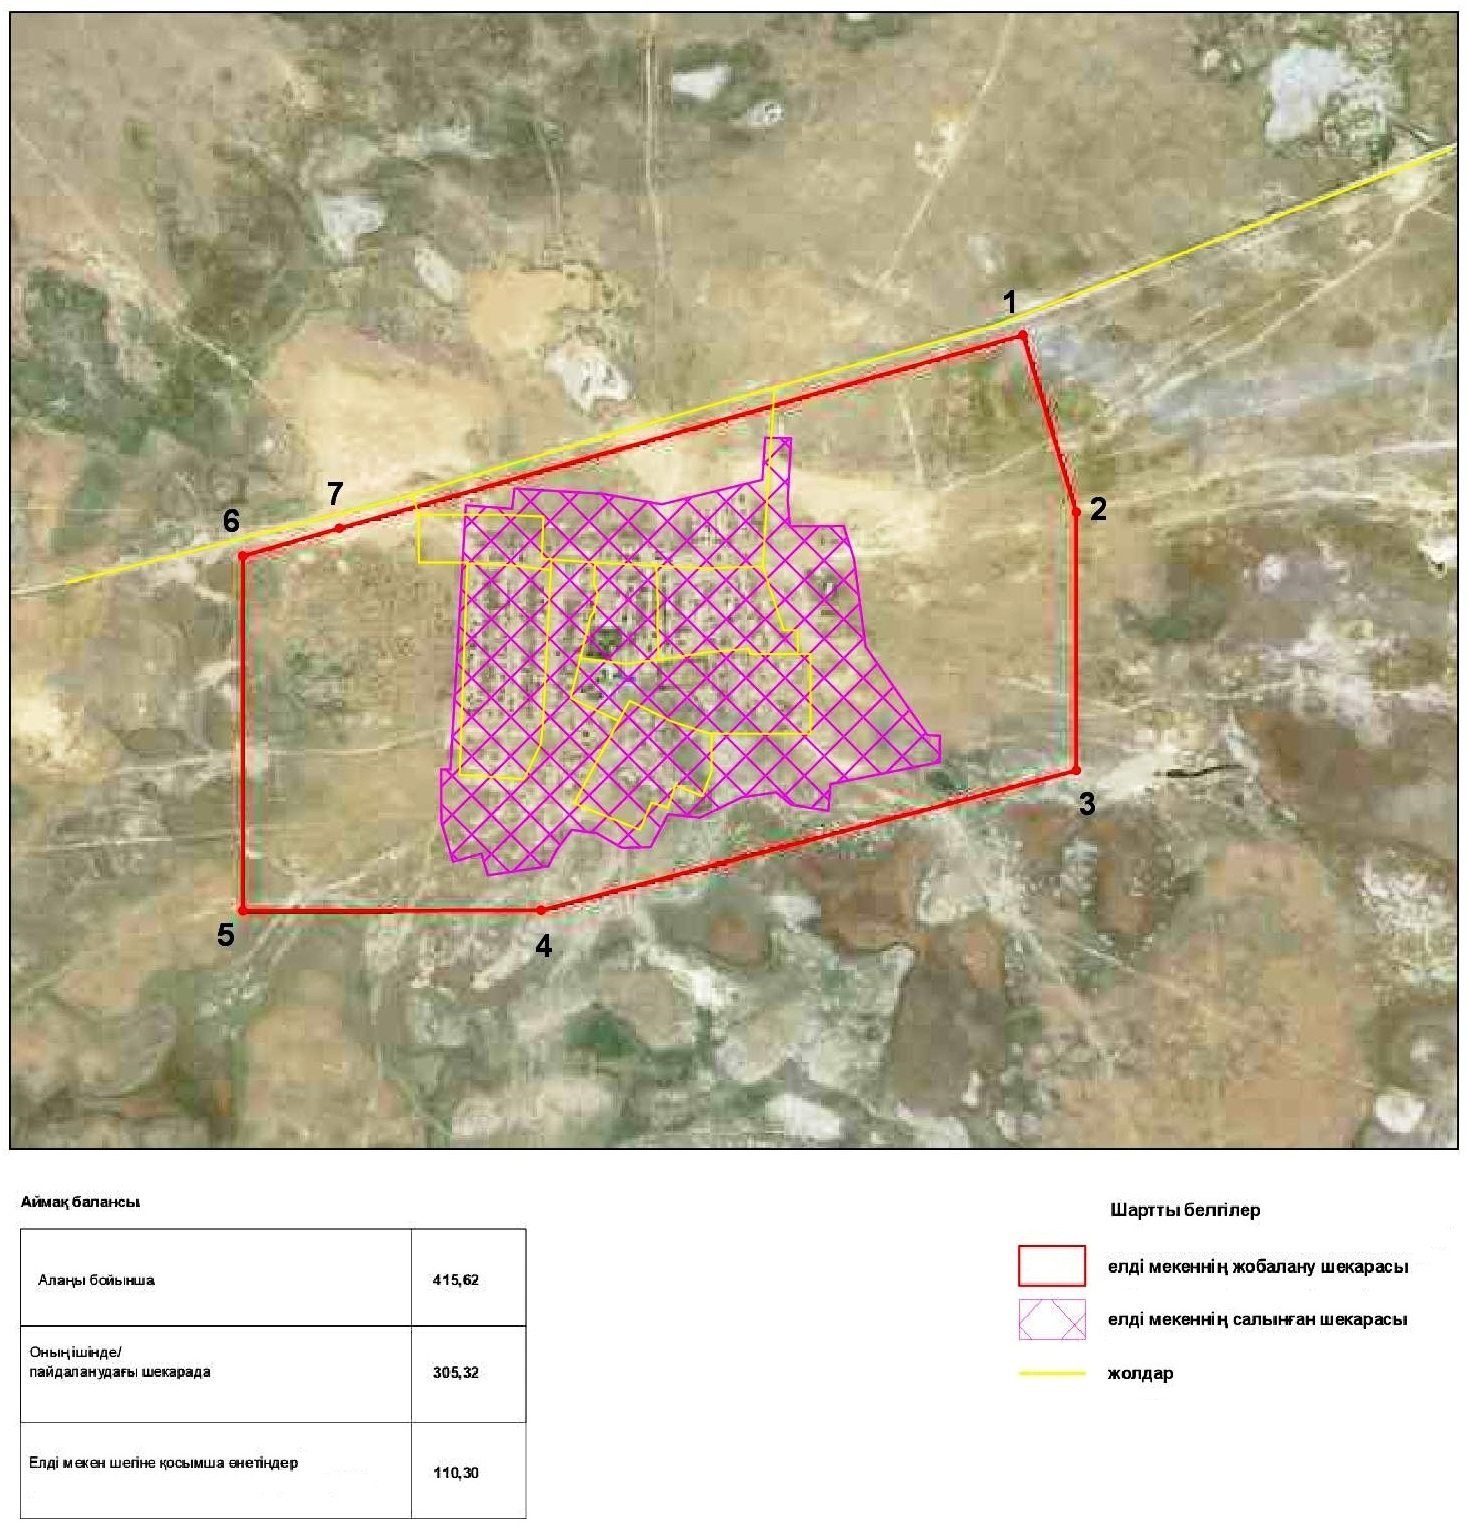 1
2
7
6
3
5
4
Аймақ балансы
Шартты белгілер
Алаңы бойынша
415,62
елді мекеннің жобалану шекарасы
елді мекеннің салынған шекарасы
Оның ішінде/
пайдаланудағы шекарада
305,32
жолдар
Елді мекен шегіне қосымша енетіндер
110,30